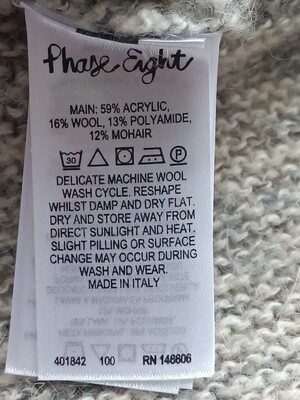 Phase Eight
MAIN: 59% ACRYLIC,
16% WOOL, 13% POLYAMIDE,
12% MOHAIR
30 P
DELICATE MACHINE WOOL
WASH CYCLE. RESHAPE
WHILST DAMP AND DRY FLAT.
DRY AND STORE AWAY FROM
DIRECT SUNLIGHT AND HEAT.
SLIGHT PILLING OR SURFACE
CHANGE MAY OCCUR DURING
WASH AND WEAR.
MADE IN ITALY
401842 100 RN 146606